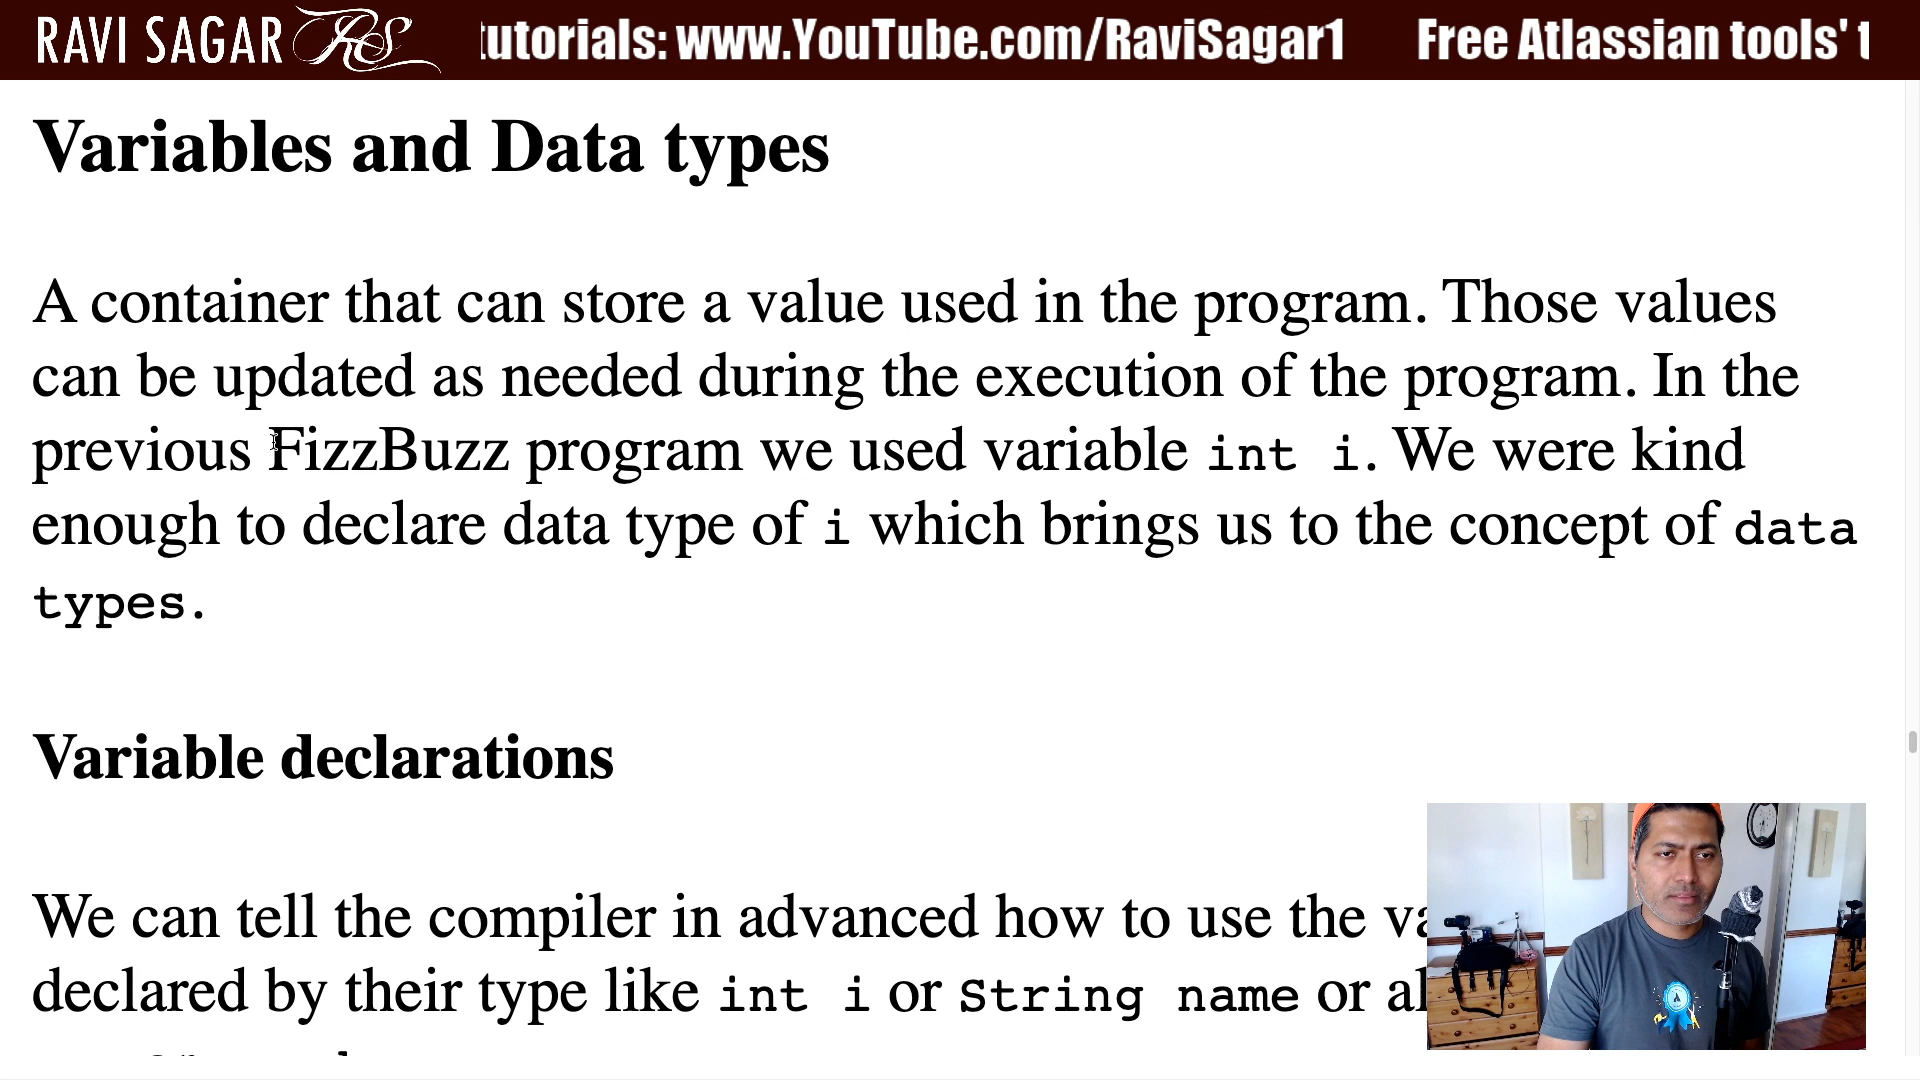 RAVI SAGAR RS
tutorials: www.YouTube.com/RaviSagar1 Free Atlassian tools'
Variables and Data types
A container that can store a value used in the program. Those values
can be updated as needed during the execution of the program. In the
previous FizzBuzz program we used variable int i. We were kind
enough to declare data type of i which brings us to the concept of data
types.
Variable declarations
We can tell the compiler in advanced how to use the
declared by their type like int i or String name or